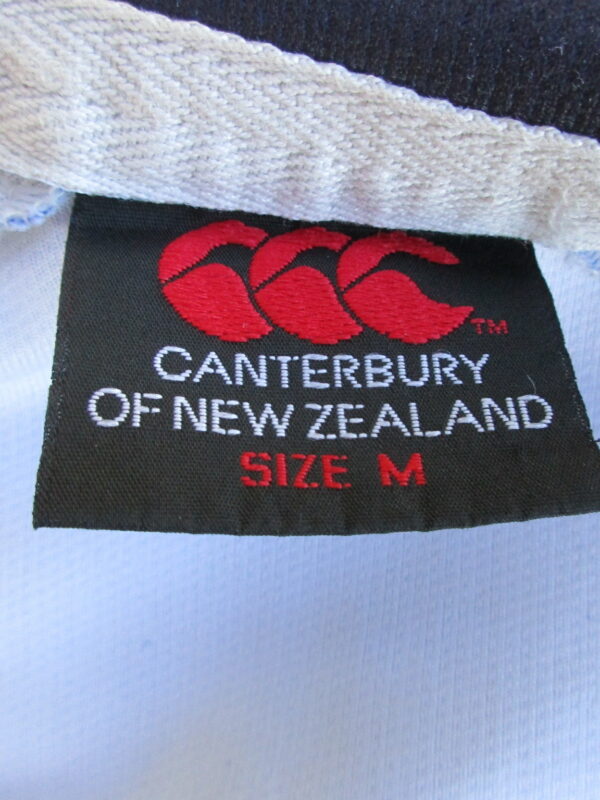 TM
CANTERBURY
OF NEW ZEALAND
SIZE M